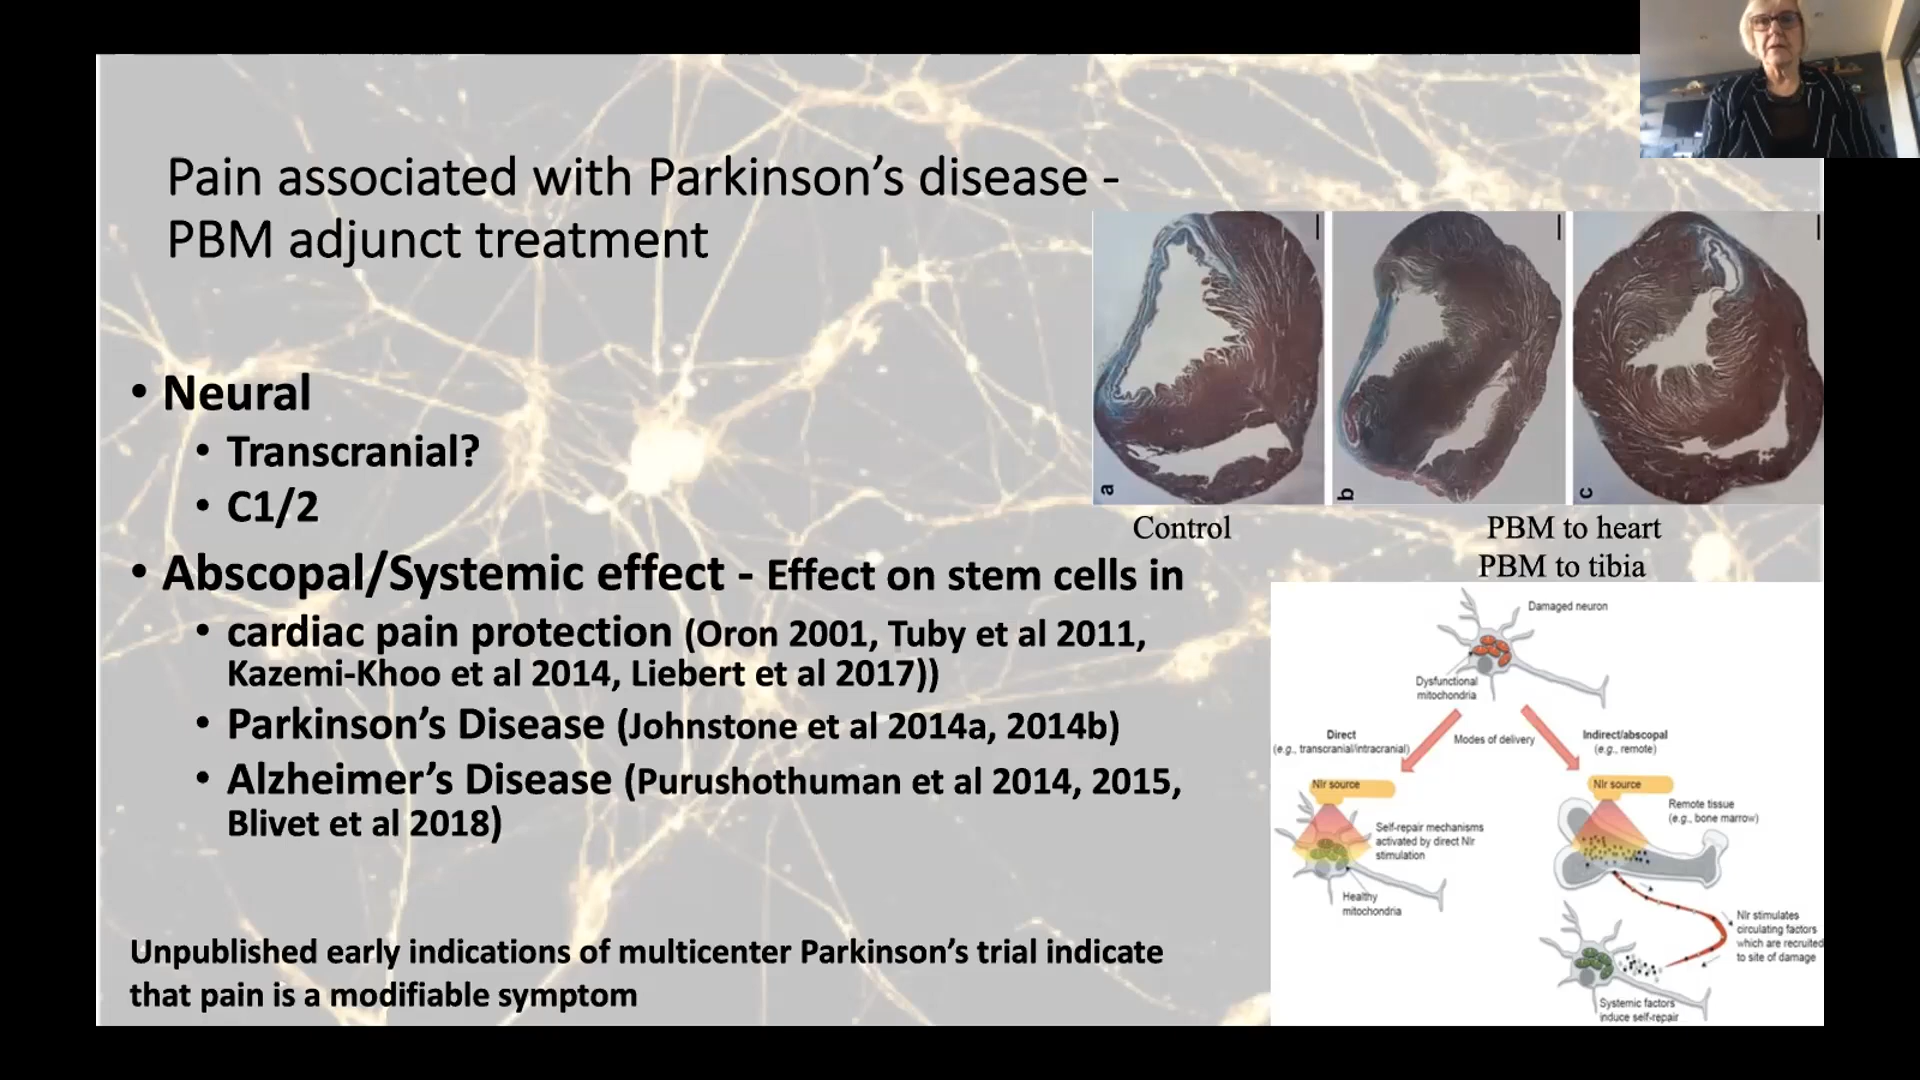 Pain associated with Parkinson's disease -
PBM adjunct treatment
• Neural
• Transcranial?
• C1/2
• Abscopal/Systemic effect - Effect on stem cells in
• cardiac pain protection (Oron 2001, Tuby et al 2011,
Kazemi-Khoo et al 2014, Liebert et al 2017))
• Parkinson's Disease (Johnstone et al 2014a, 2014b)
• Alzheimer's Disease (Purushothuman et al 2014, 2015,
Blivet et al 2018)
Unpublished early indications of multicenter Parkinson's trial indicate
that pain is a modifiable symptom
a
b
c
Control
PBM to heart
PBM to tibia
Damaged neuron
Dysfunctional
mitochondria
Modes of delivery
Direct
(e.g., transcranial/intracranial)
Indirect/abscopal
(e.g., remote)
NIr source
Self-repair mechanisms
activated by direct NIr
stimulation
Healthy
mitochondria
NIr source
Remote tissue
(e.g., bone marrow)
NIr stimulates
circulating factors
which are recruited
to site of damage
Systemic factors
induce self-repair